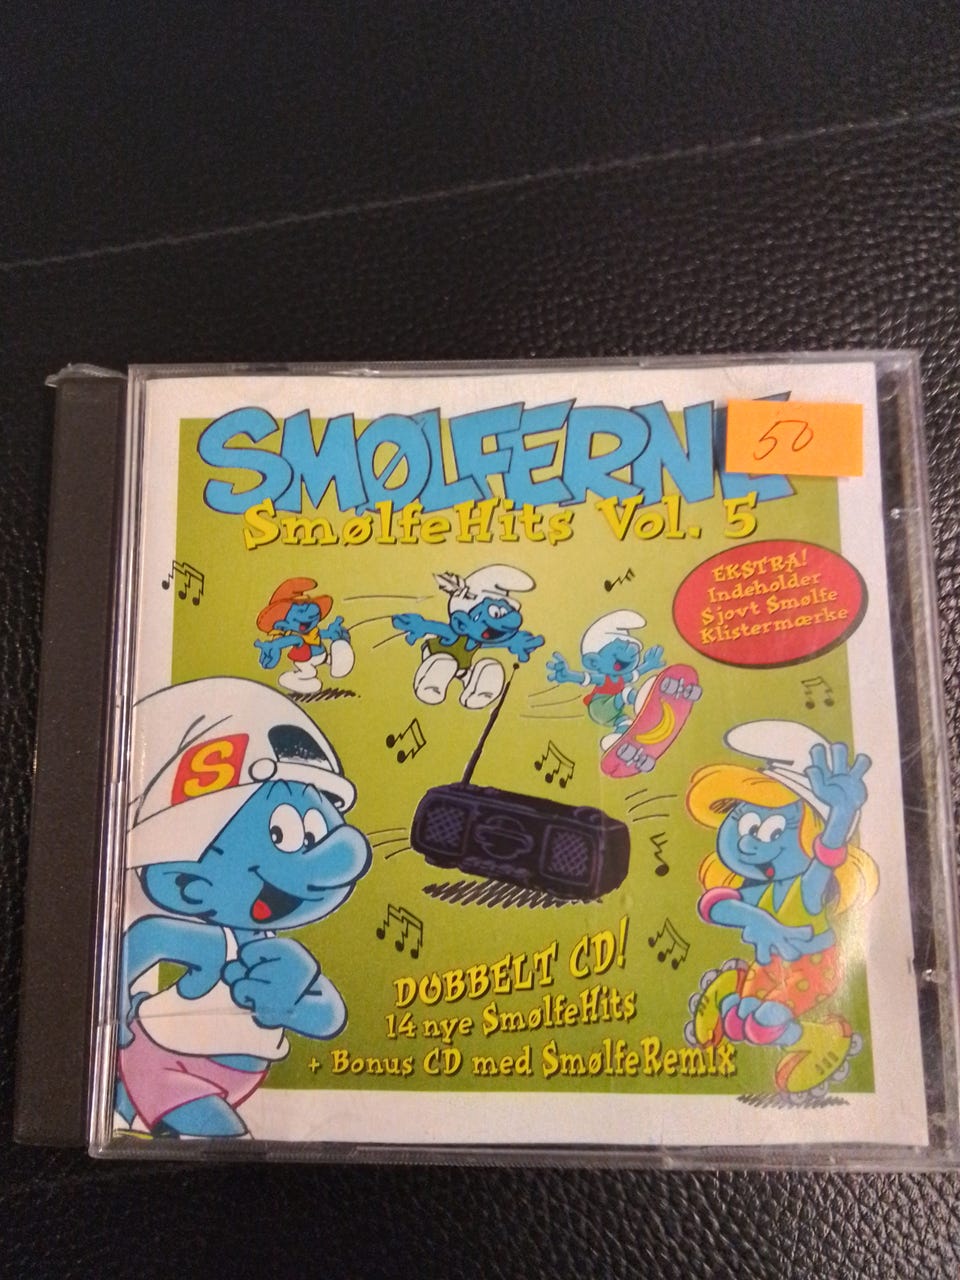 SMØLFERNE
50
SmølfeHits Vol. 5
EKSTRA!
Indeholder
Sjovt Smølfe
Klistermærke
S
DOBBELT CD!
14 nye SmølfeHits
+ Bonus CD med SmølfeRemix